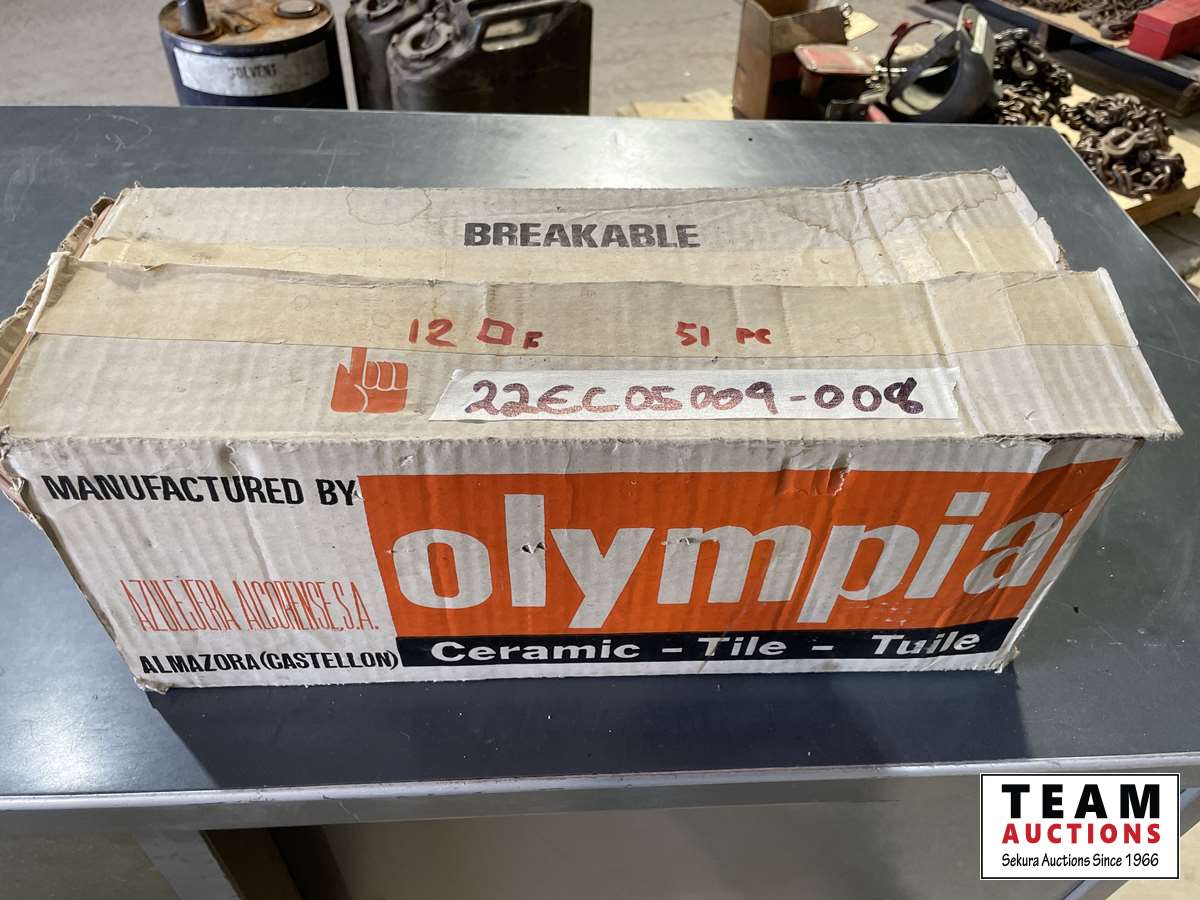 SOLVENT
BREAKABLE
12 □F 51 PC
22EC05009-008
MANUFACTURED BY
olympia
AZULEJERA ALCORENSE, S.A.
ALMAZORA (CASTELLON)
Ceramic - Tile - Tuile
TEAM
AUCTIONS
Sekura Auctions Since 1966